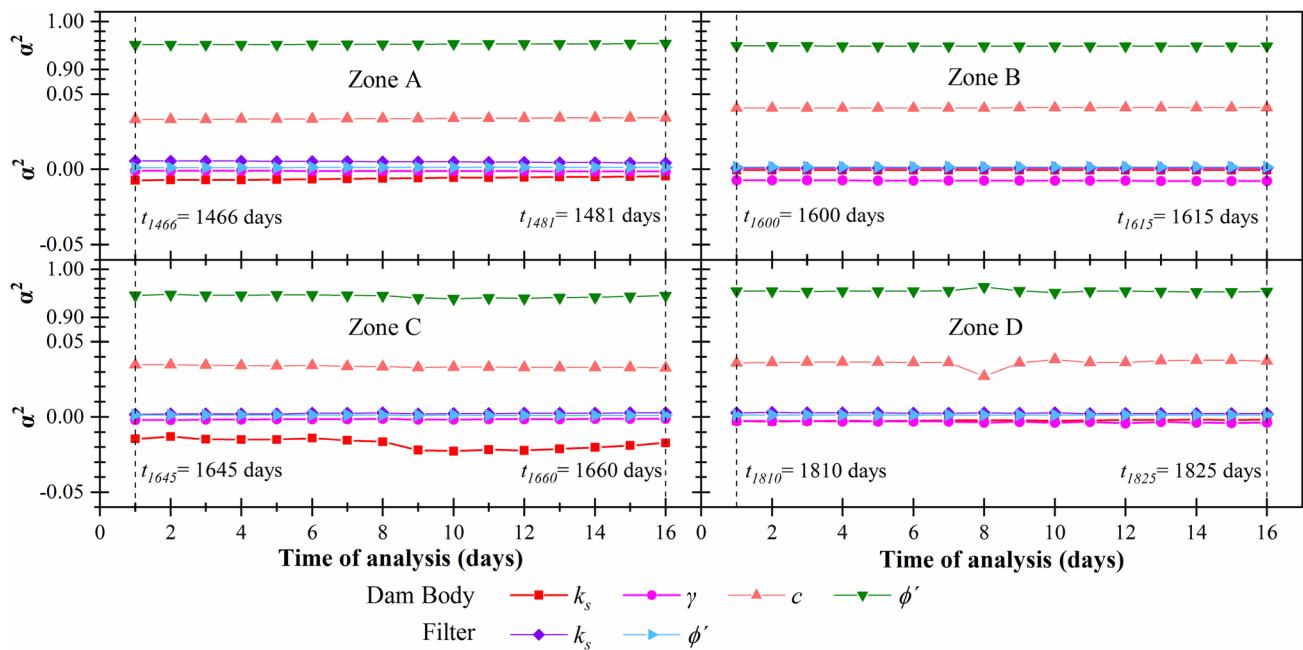 1.00
α²
0.90
Zone A
Zone B
0.05
0.00
α²
t1466= 1466 days
t1481= 1481 days
t1600= 1600 days
t1615= 1615 days
-0.05
1.00
α²
0.90
Zone C
Zone D
0.05
0.00
α²
t1645= 1645 days
t1660= 1660 days
t1810= 1810 days
t1825= 1825 days
-0.05
0 2 4 6 8 10 12 14 16 0 2 4 6 8 10 12 14 16
Time of analysis (days) Time of analysis (days)
Dam Body ks γ c ϕ´
Filter ks ϕ´